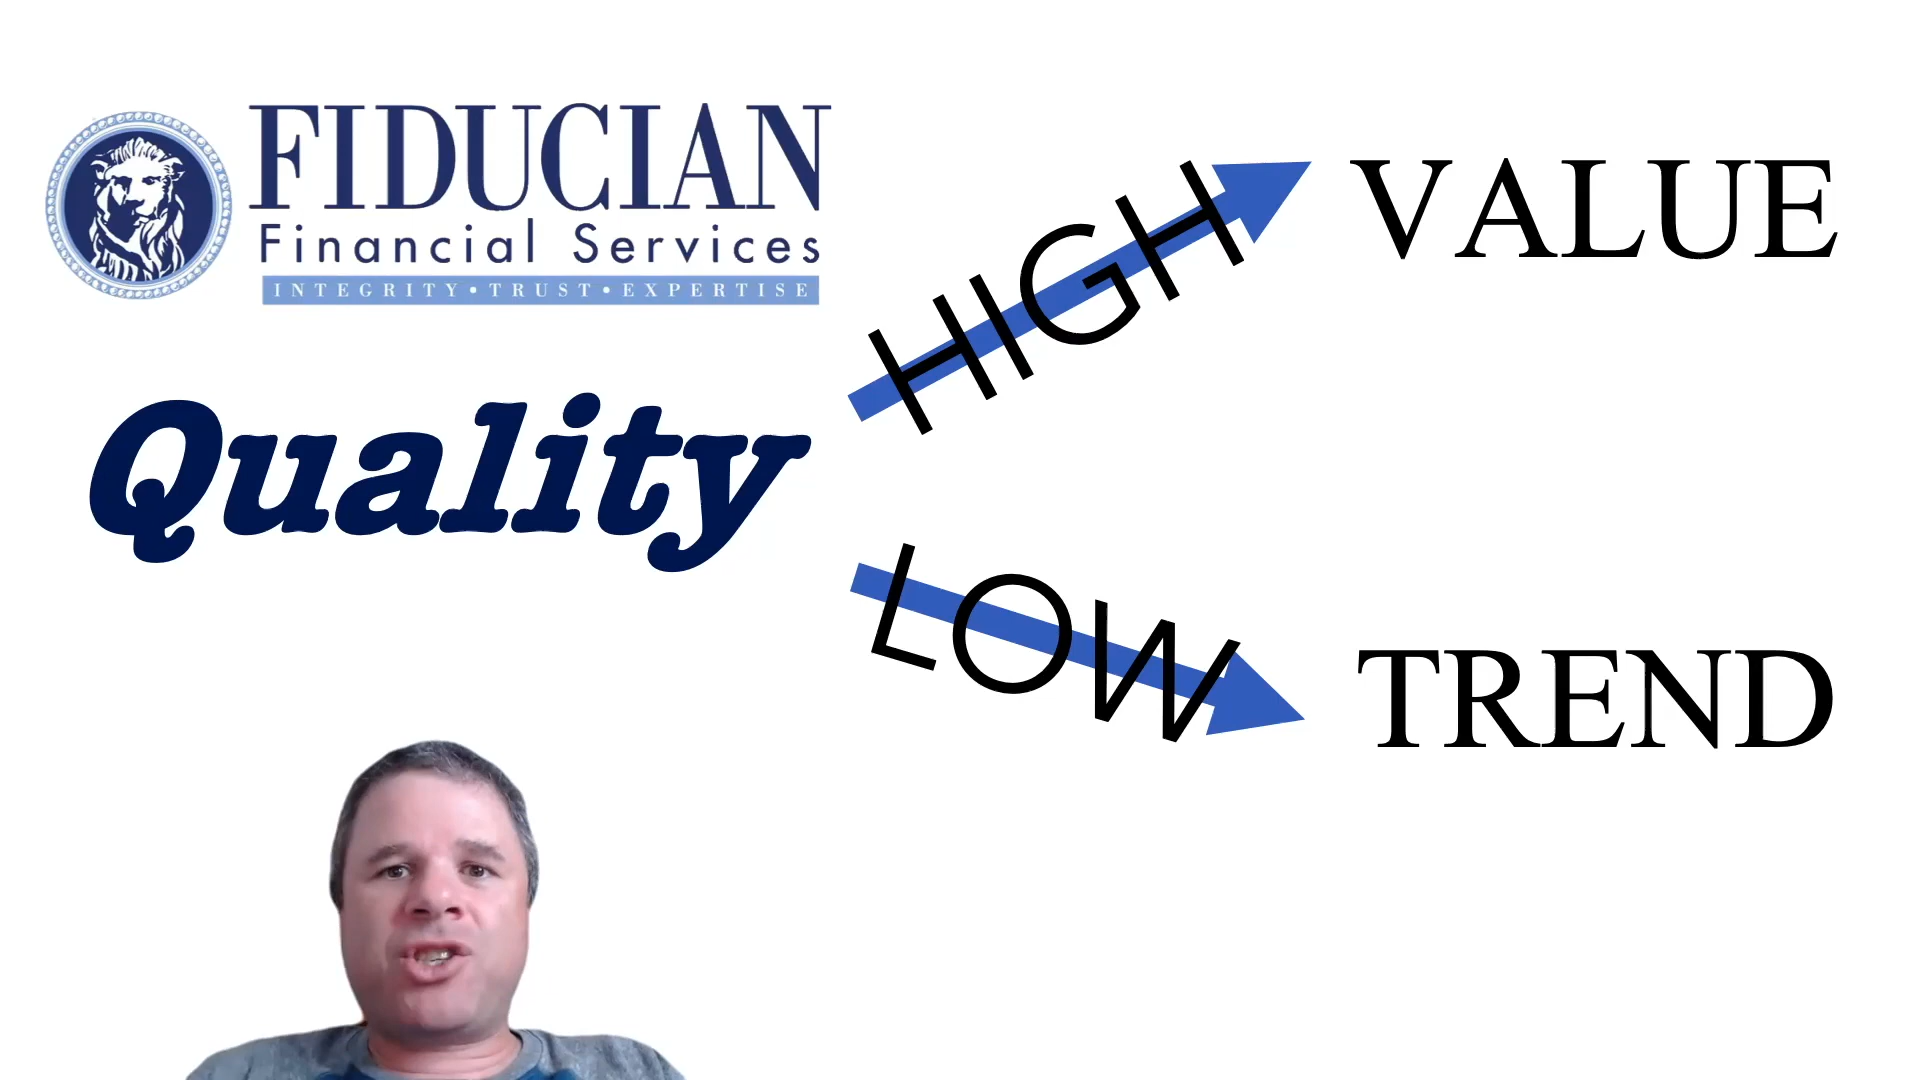 FIDUCIAN
Financial Services
INTEGRITY • TRUST • EXPERTISE
Quality
HIGH
VALUE
LOW
TREND